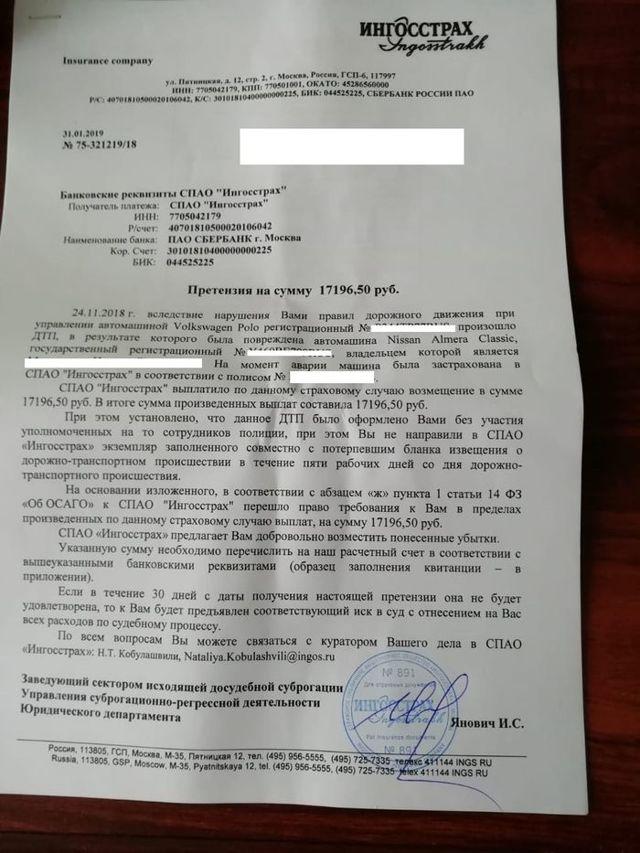 ИНГОССТРАХ
Ingosstrakh
Insurance company
ул. Пятницкая, д. 12, стр. 2, г. Москва, Россия, ГСП-6, 117997
ИНН: 7705042179, КПП: 770501001, ОКАТО: 45286560000
Р/С: 40701810500020106042, К/С: 30101810400000000225, БИК: 044525225, СБЕРБАНК РОССИИ ПАО
31.01.2019
№ 75-321219/18
Банковские реквизиты СПАО "Ингосстрах"
Получатель платежа: СПАО "Ингосстрах"
ИНН: 7705042179
Р/счет: 40701810500020106042
Наименование банка: ПАО СБЕРБАНК г. Москва
Кор. Счет: 30101810400000000225
БИК: 044525225
Претензия на сумму 17196,50 руб.
24.11.2018 г. вследствие нарушения Вами правил дорожного движения при
управлении автомашиной Volkswagen Polo регистрационный № произошло
ДТП, в результате которого была повреждена автомашина Nissan Almera Classic,
государственный регистрационный № владельцем которой является
На момент аварии машина была застрахована в
СПАО "Ингосстрах" в соответствии с полисом №
СПАО "Ингосстрах" выплатило по данному страховому случаю возмещение в сумме
17196,50 руб. В итоге сумма произведенных выплат составила 17196,50 руб.
При этом установлено, что данное ДТП было оформлено Вами без участия
уполномоченных на то сотрудников полиции, при этом Вы не направили в СПАО
«Ингосстрах» экземпляр заполненного совместно с потерпевшим бланка извещения о
дорожно-транспортном происшествии в течение пяти рабочих дней со дня дорожно-
транспортного происшествия.
На основании изложенного, в соответствии с абзацем «ж» пункта 1 статьи 14 ФЗ
«Об ОСАГО» к СПАО "Ингосстрах" перешло право требования к Вам в пределах
произведенных по данному страховому случаю выплат, на сумму 17196,50 руб.
СПАО «Ингосстрах» предлагает Вам добровольно возместить понесенные убытки.
Указанную сумму необходимо перечислить на наш расчетный счет в соответствии с
вышеуказанными банковскими реквизитами (образец заполнения квитанции – в
приложении).
Если в течение 30 дней с даты получения настоящей претензии она не будет
удовлетворена, то к Вам будет предъявлен соответствующий иск в суд с отнесением на Вас
всех расходов по судебному процессу.
По всем вопросам Вы можете связаться с куратором Вашего дела в СПАО
«Ингосстрах»: Н.Т. Кобулашвили, Nataliya.Kobulashvili@ingos.ru
Заведующий сектором исходящей досудебной суброгации
Управления суброгационно-регрессной деятельности
Юридического департамента
Янович И.С.
№ 891
Для страховых документов
ИНГОССТРАХ
Ingosstrakh
For insurance documents
№ 891
Россия, 113805, ГСП, Москва, М-35, Пятницкая 12, тел. (495) 956-5555, (495) 725-7335 телекс 411144 INGS RU
Russia, 113805, GSP, Moscow, M-35, Pyatnitskaya 12, tel. (495) 956-5555, (495) 725-7335 telex 411144 INGS RU